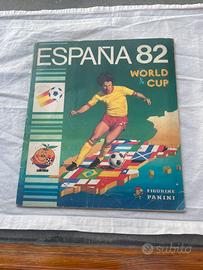 ESPAÑA 82
WORLD
CUP
FIGURINE
PANINI
subito